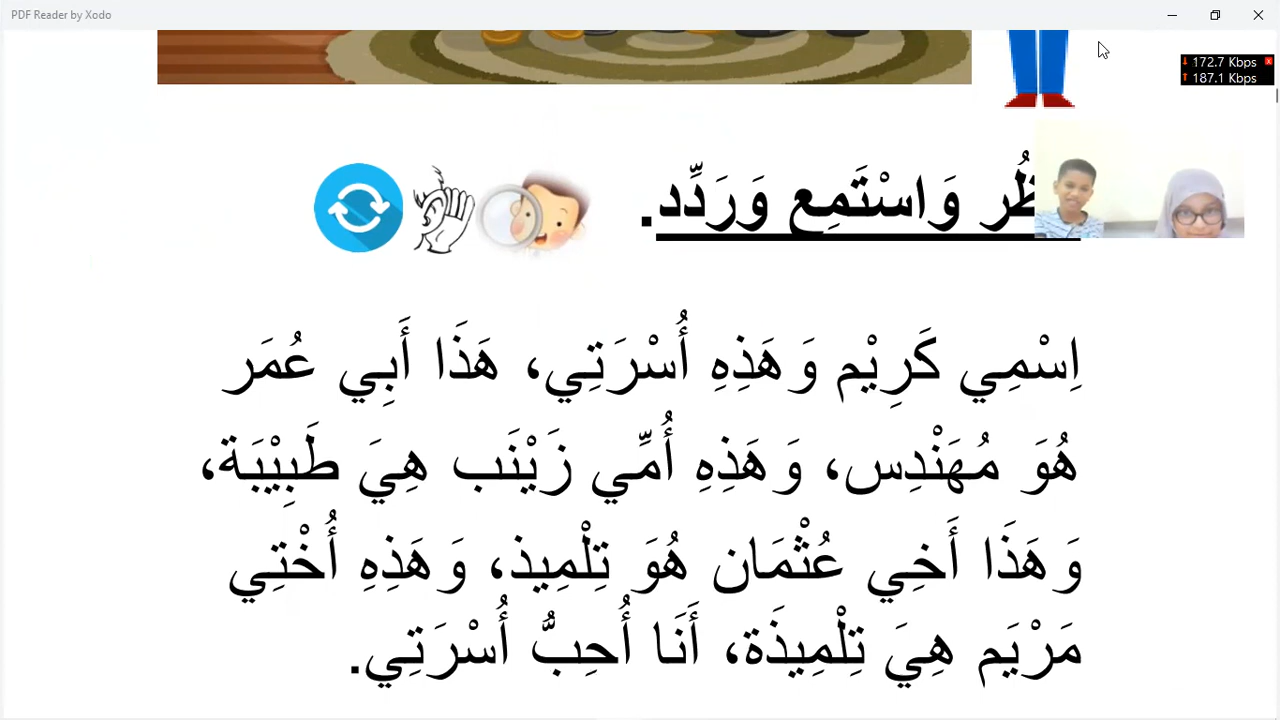 PDF Reader by Xodo
172.7 Kbps
187.1 Kbps
وَاسْتَمِع وَرَدِّد.
اِسْمِي كَرِيْم وَهَذِهِ أُسْرَتِي، هَذَا أَبِي عُمَر
هُوَ مُهَنْدِس، وَهَذِهِ أُمِّي زَيْنَب هِيَ طَبِيْبَة،
وَهَذَا أَخِي عُثْمَان هُوَ تِلْمِيذ، وَهَذِهِ أُخْتِي
مَرْيَم هِيَ تِلْمِيذَة، أَنَا أُحِبُّ أُسْرَتِي.